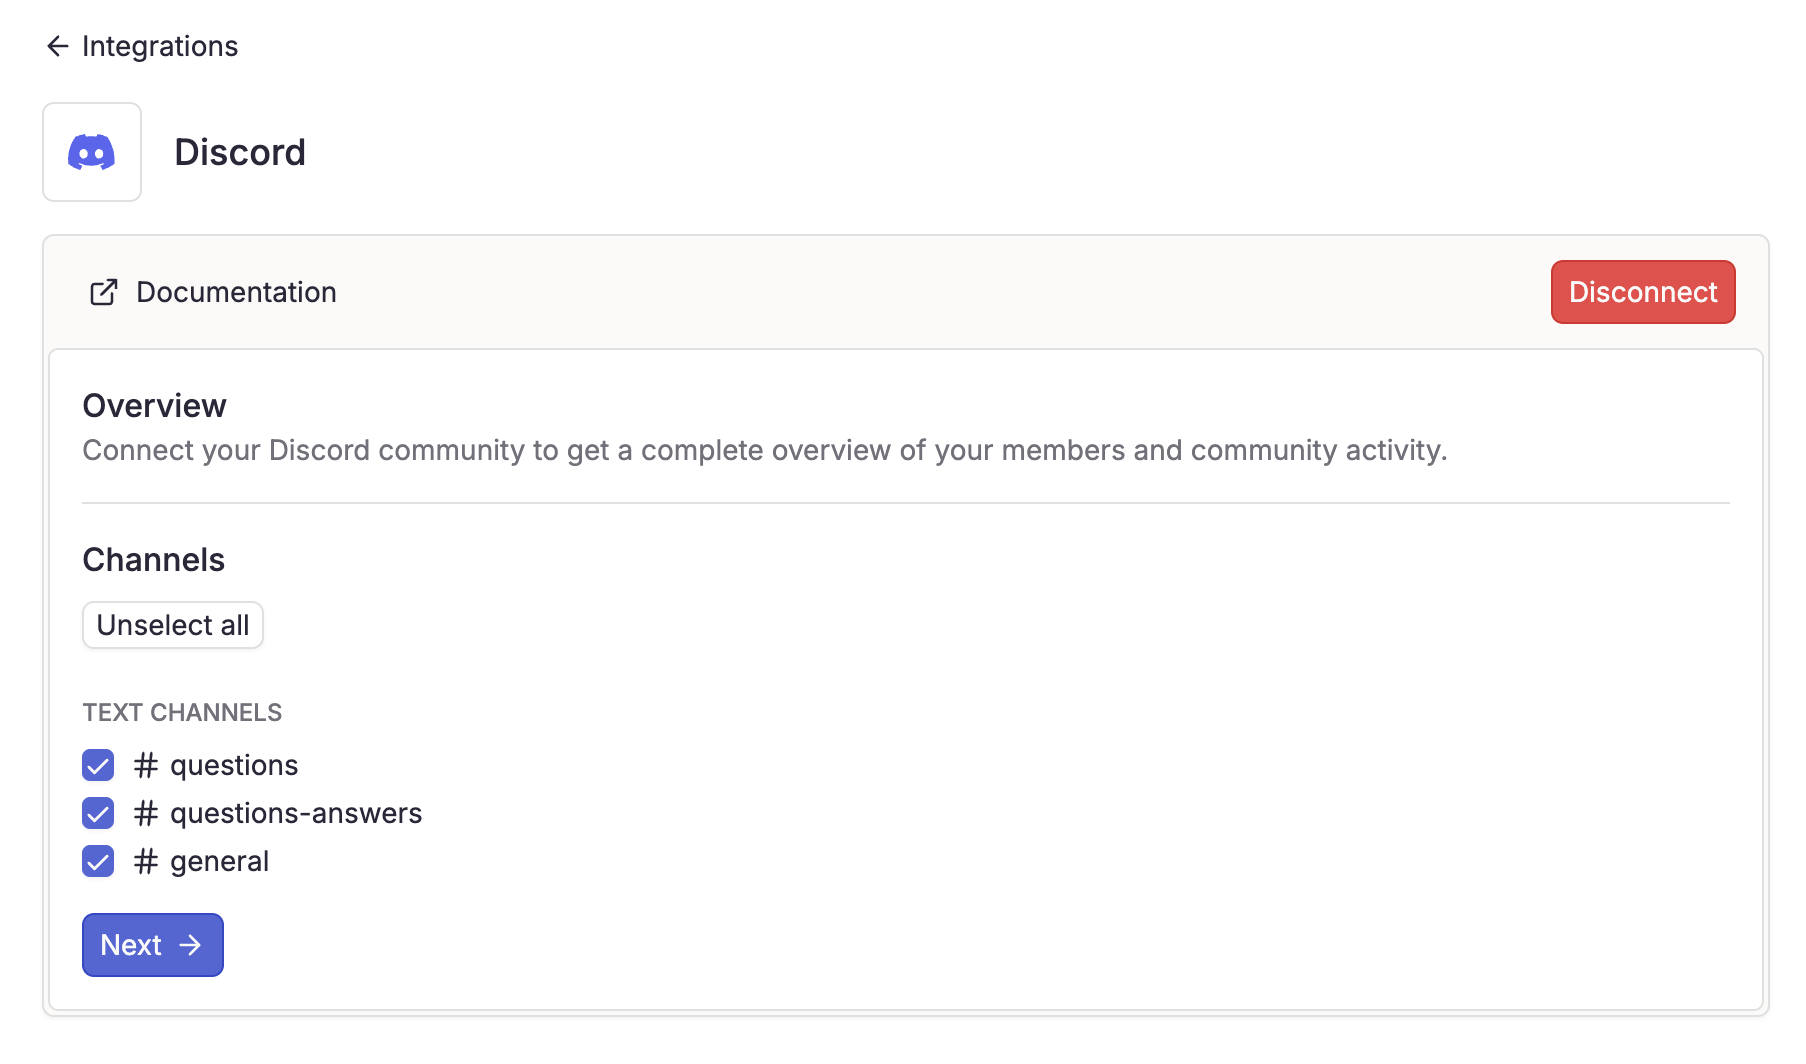 ← Integrations
Discord
Documentation
Disconnect
Overview
Connect your Discord community to get a complete overview of your members and community activity.
Channels
Unselect all
TEXT CHANNELS
# questions
# questions-answers
# general
Next →